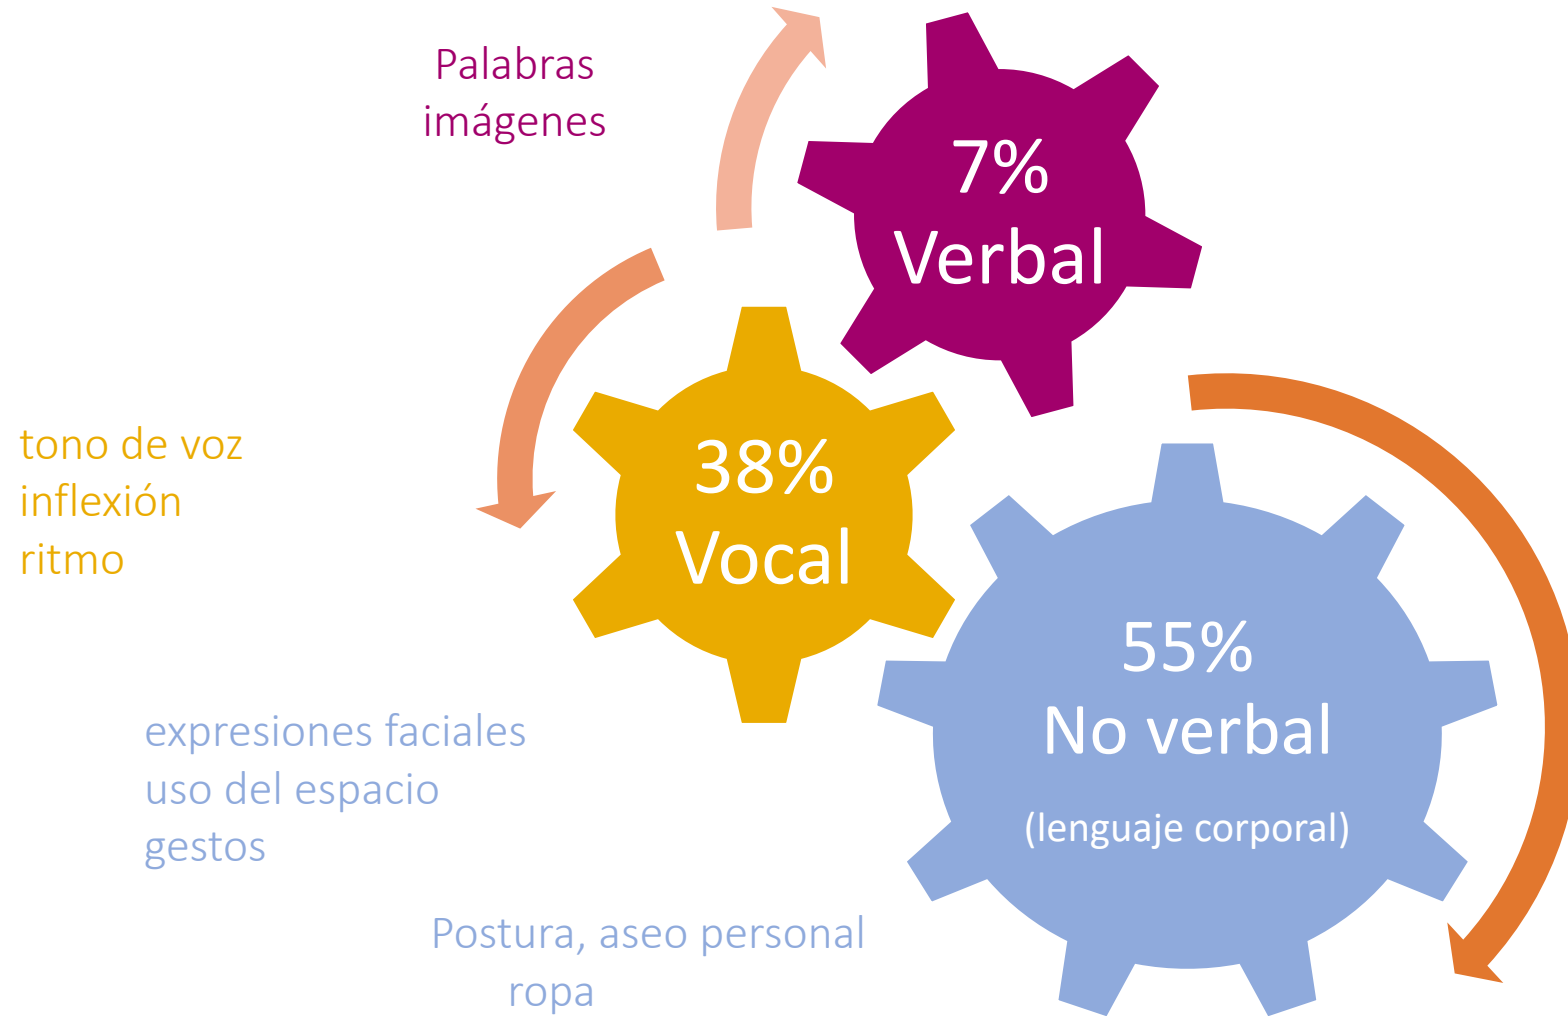 Palabras
imágenes
7%
Verbal
tono de voz
inflexión
ritmo
38%
Vocal
expresiones faciales
uso del espacio
gestos
55%
No verbal
(lenguaje corporal)
Postura, aseo personal
ropa